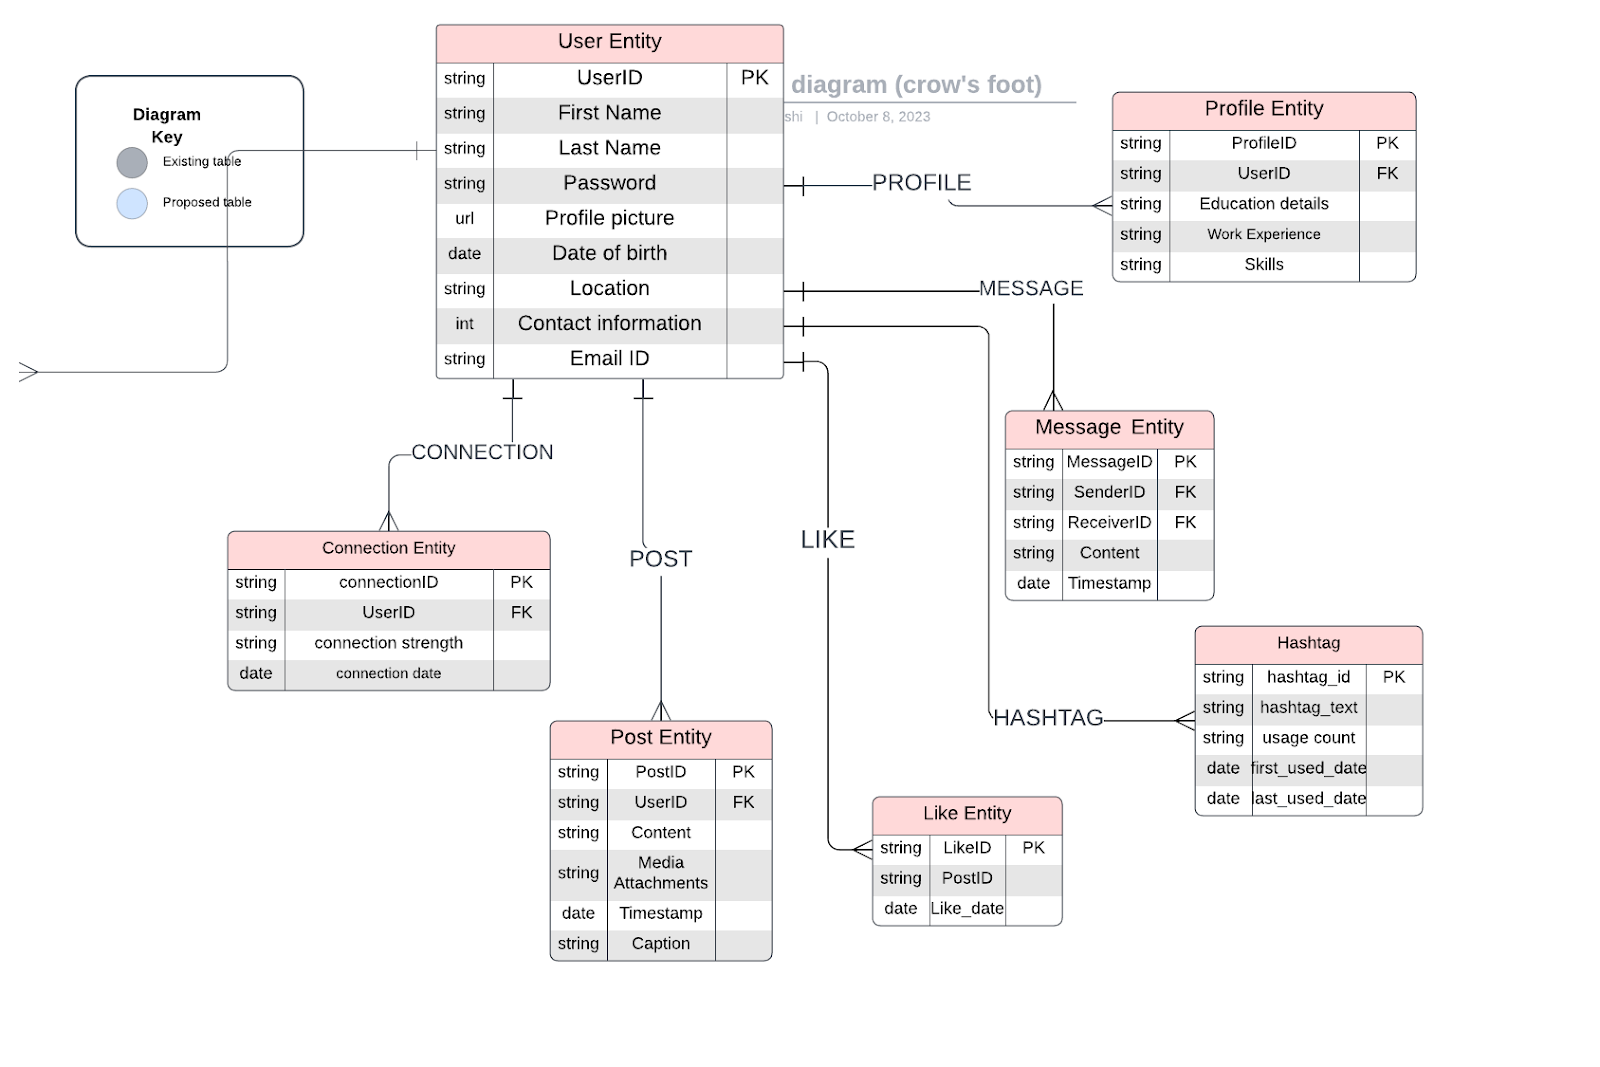 User Entity
string UserID PK
string First Name
string Last Name
string Password
url Profile picture
date Date of birth
string Location
int Contact information
string Email ID
diagram (crow's foot)
shi | October 8, 2023
Diagram
Key
Existing table
Proposed table
Profile Entity
string ProfileID PK
string UserID FK
string Education details
string Work Experience
string Skills
PROFILE
MESSAGE
Message Entity
string MessageID PK
string SenderID FK
string ReceiverID FK
string Content
date Timestamp
CONNECTION
Connection Entity
string connectionID PK
string UserID FK
string connection strength
date connection date
LIKE
POST
Post Entity
string PostID PK
string UserID FK
string Content
string Media
Attachments
date Timestamp
string Caption
HASHTAG
Hashtag
string hashtag_id PK
string hashtag_text
string usage count
date first_used_date
date last_used_date
Like Entity
string LikeID PK
string PostID
date Like_date